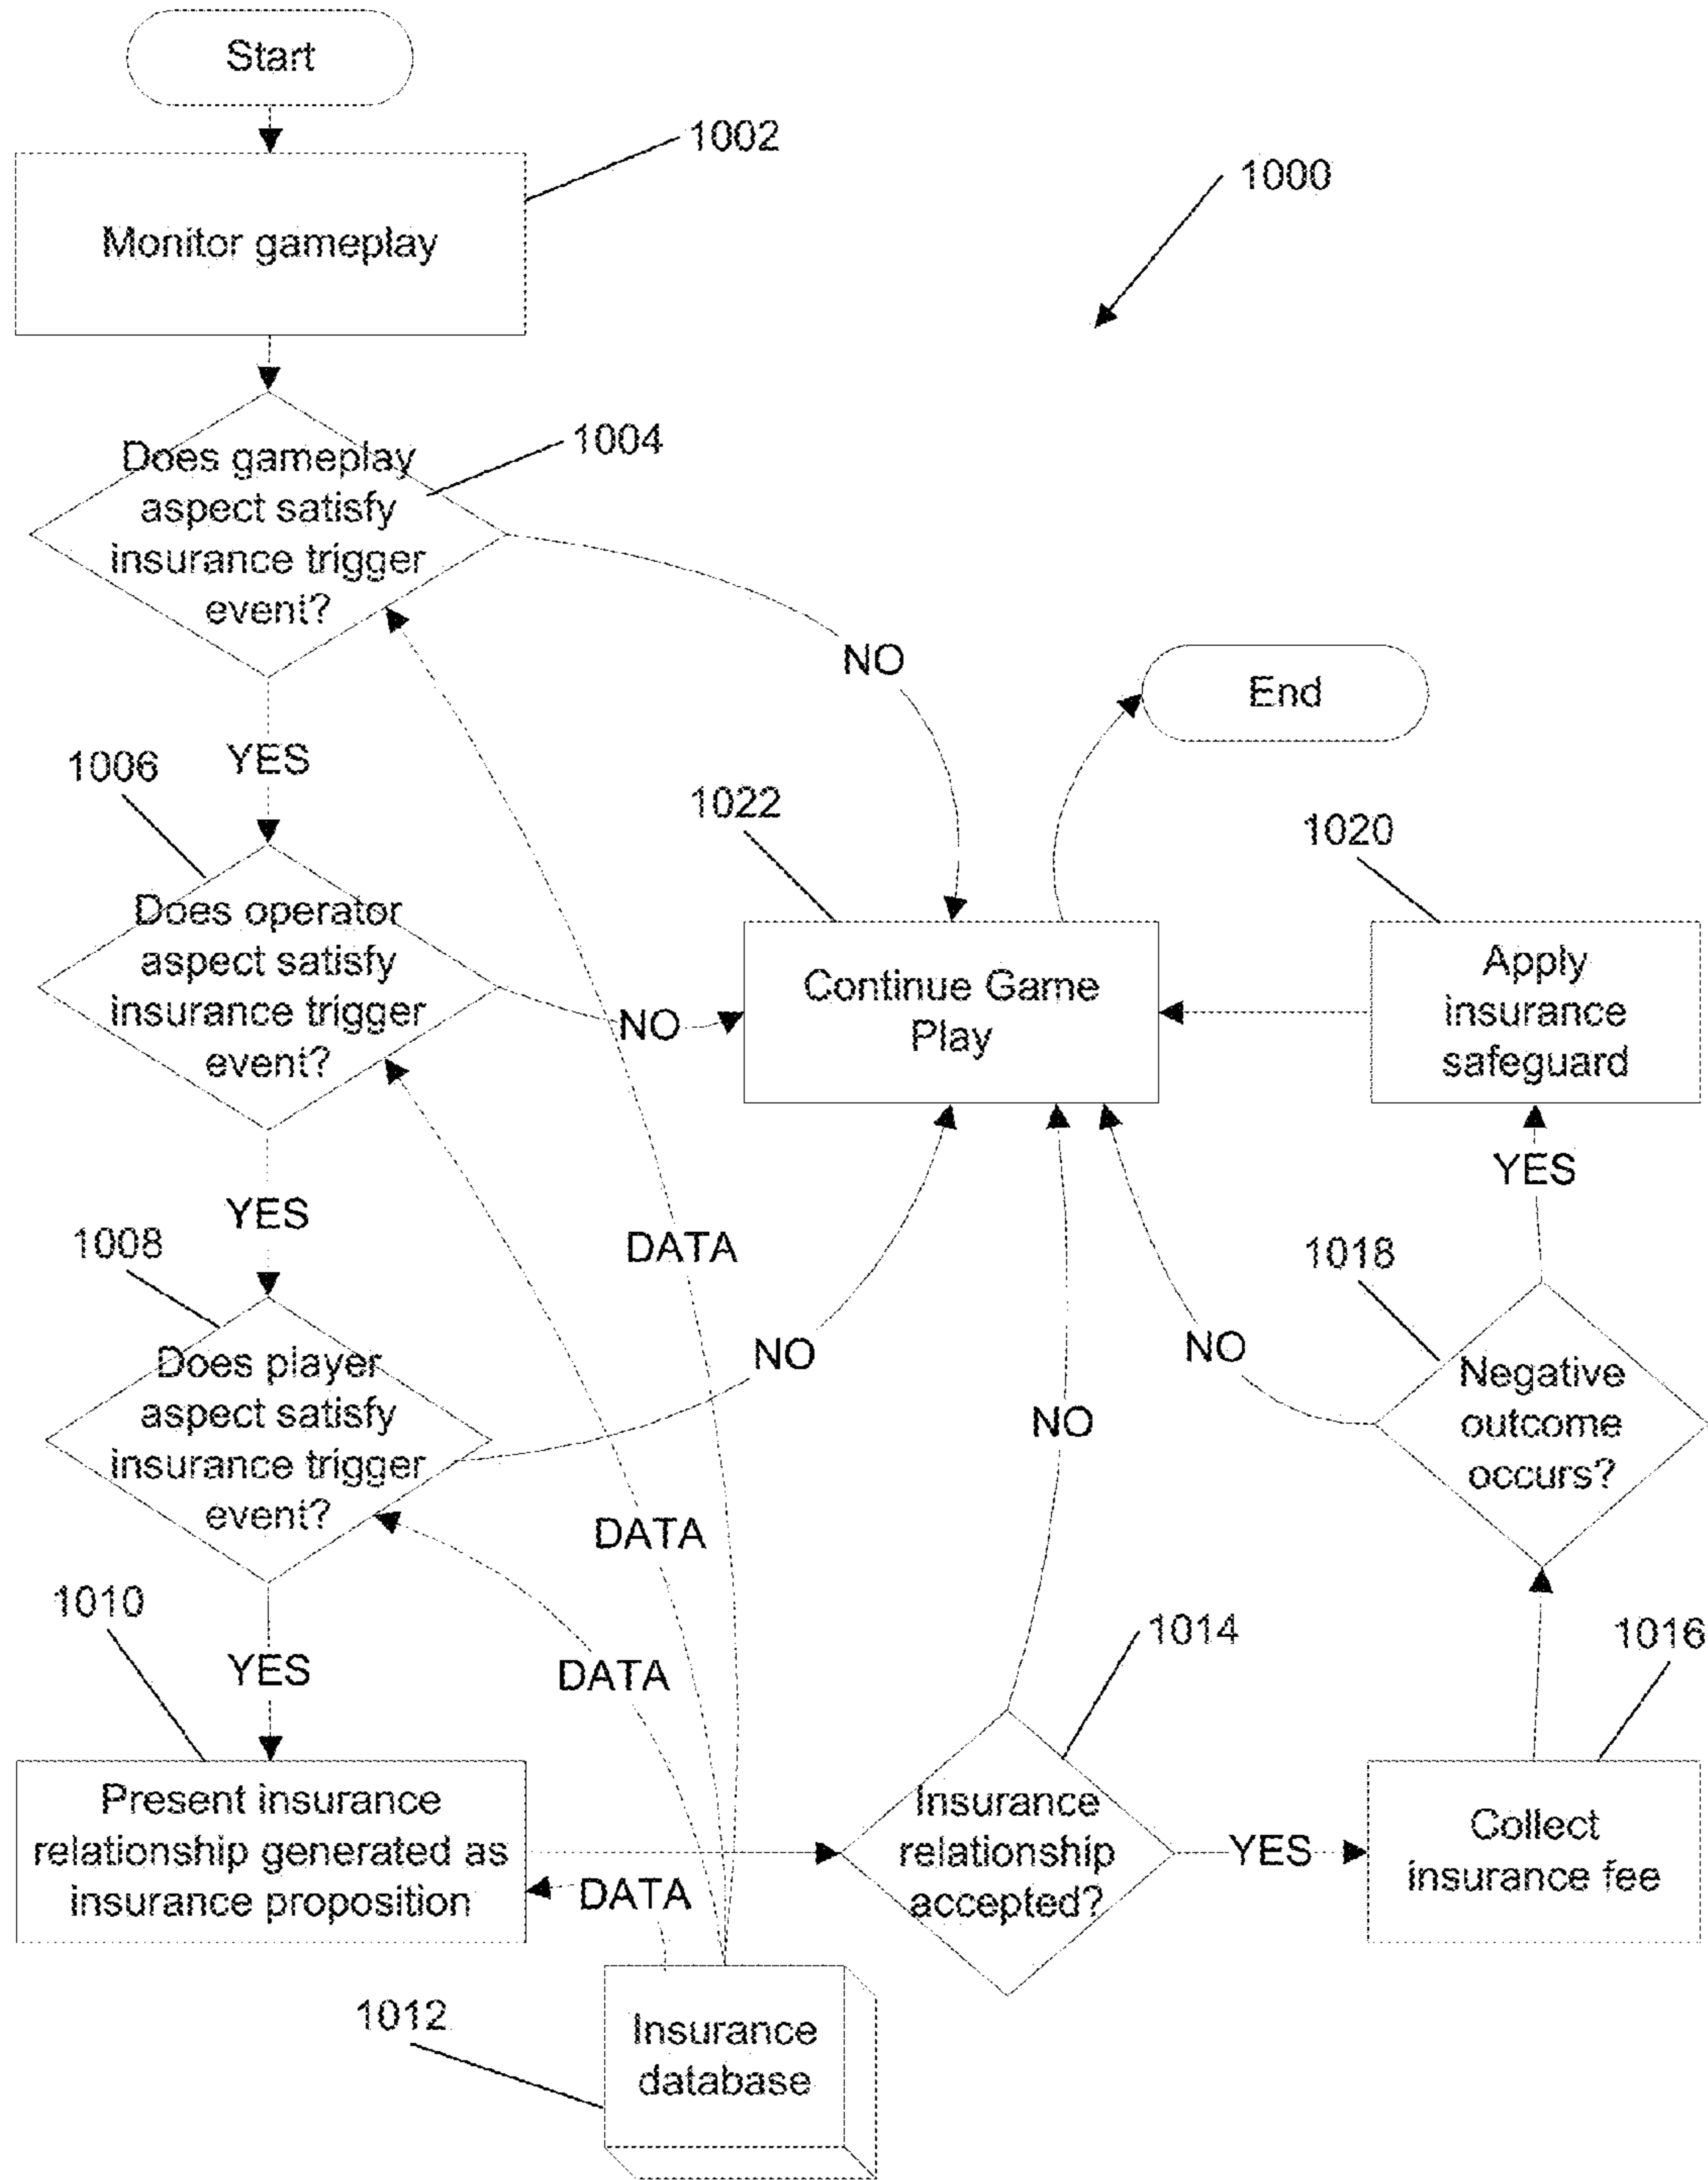 Start
1002
1000
Monitor gameplay
1004
Does gameplay
aspect satisfy
insurance trigger
event?
NO
End
YES
1006
1022
1020
Does operator
aspect satisfy
insurance trigger
event?
NO
Continue Game
Play
Apply
insurance
safeguard
YES
YES
1008
DATA
1018
Does player
aspect satisfy
insurance trigger
event?
NO
NO
Negative
outcome
occurs?
NO
DATA
1010
YES
DATA
1014
1016
Present insurance
relationship generated as
insurance proposition
DATA
Insurance
relationship
accepted?
YES
Collect
insurance fee
1012
Insurance
database